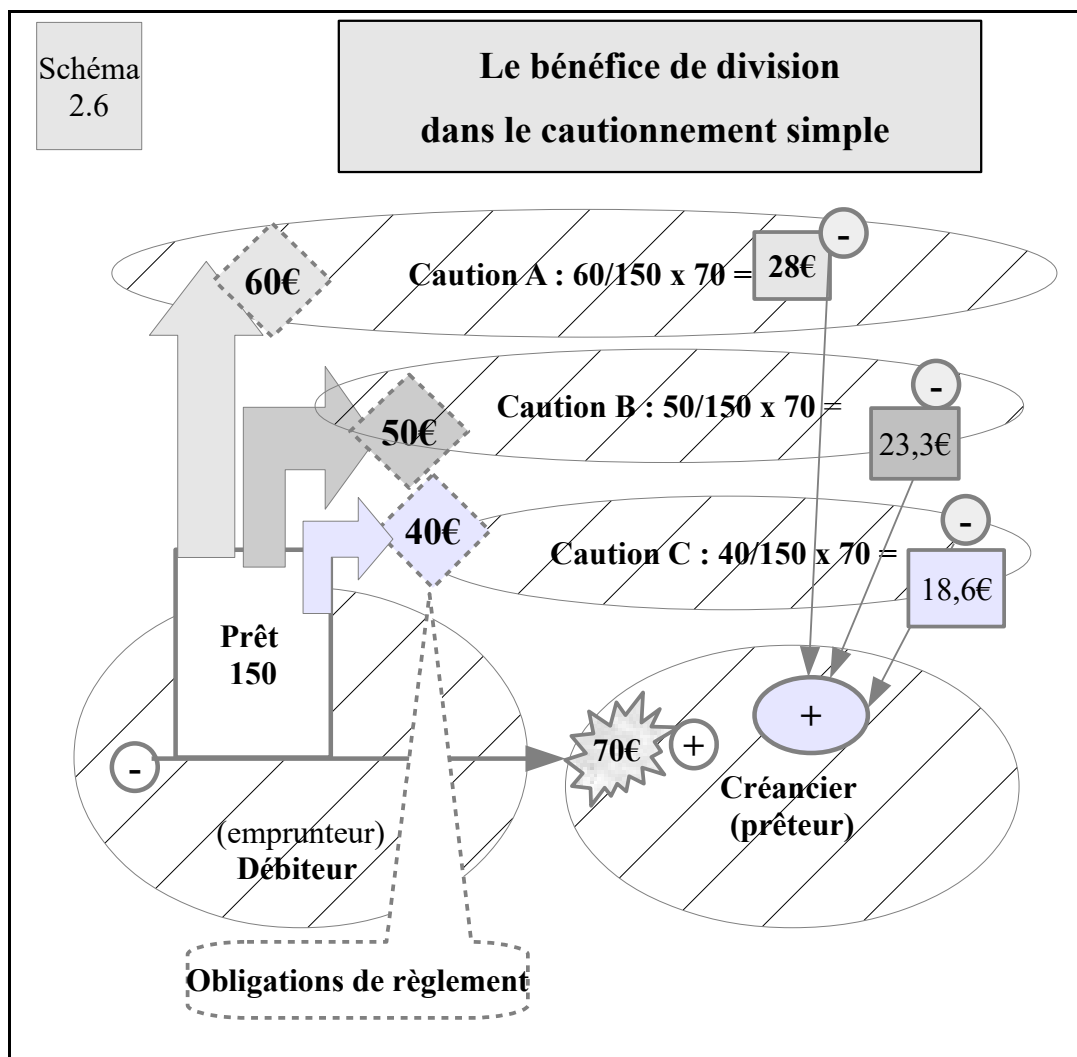 Schéma
2.6
Le bénéfice de division
dans le cautionnement simple
60€
Caution A : 60/150 x 70 =
28€
-
50€
Caution B : 50/150 x 70 =
-
23,3€
40€
Caution C : 40/150 x 70 =
-
18,6€
Prêt
150
-
70€
+
+
Créancier
(prêteur)
(emprunteur)
Débiteur
Obligations de règlement